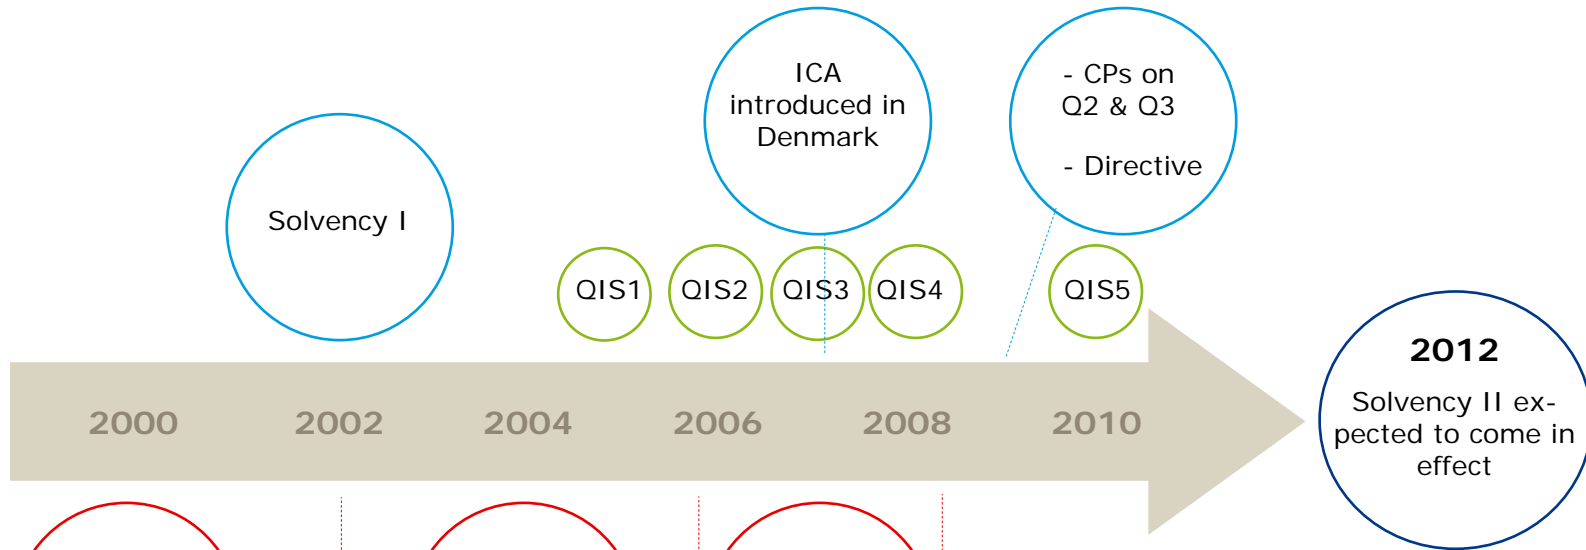 ICA
introduced in
Denmark
- CPs on
Q2 & Q3
- Directive
Solvency I
QIS1
QIS2
QIS3
QIS4
QIS5
2000
2002
2004
2006
2008
2010
2012
Solvency II ex-
pected to come in
effect